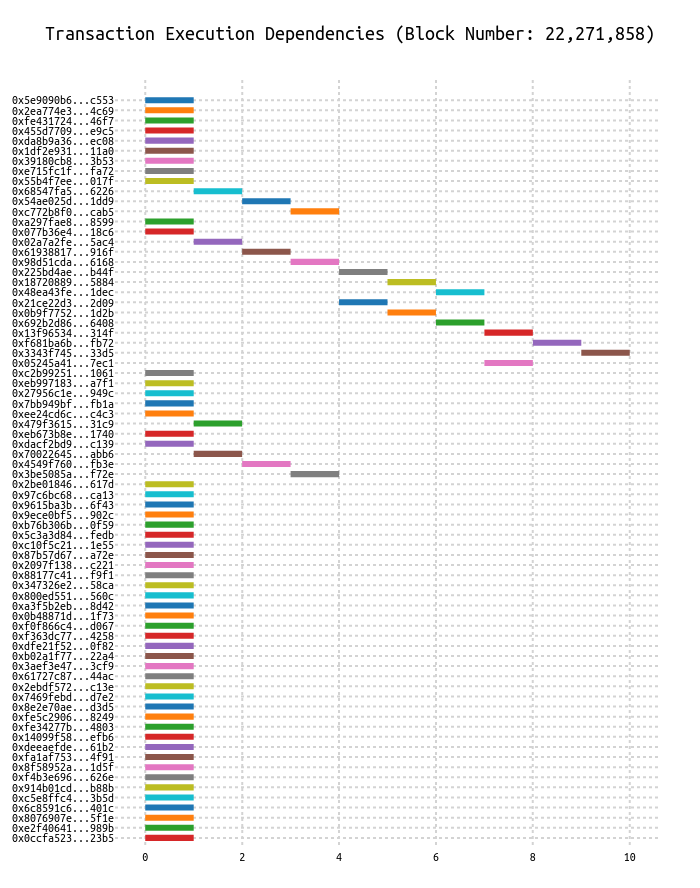 Transaction Execution Dependencies (Block Number: 22,271,858)
0x5e9090b6...c553
0x2ea774e3...4c69
0xfe431724...46f7
0x455d7709...e9c5
0xda8b9a36...ec08
0x1df2e931...11a0
0x39180cb8...3b53
0xe715fc1f...fa72
0x55b4f7ee...017f
0x68547fa5...6226
0x54ae025d...1dd9
0xc772b8f0...cab5
0xa297fae8...8599
0x077b36e4...18c6
0x02a7a2fe...5ac4
0x61938817...916f
0x98d51cda...6168
0x225bd4ae...b44f
0x18720889...5884
0x48ea43fe...1dec
0x21ce22d3...2d09
0x0b9f7752...1d2b
0x692b2d86...6408
0x13f96534...314f
0xf681ba6b...fb72
0x3343f745...33d5
0x05245a41...7ec1
0xc2b99251...1061
0xeb997183...a7f1
0x27956c1e...949c
0x7bb949bf...fb1a
0xee24cd6c...c4c3
0x479f3615...31c9
0xeb673b8e...1740
0xdacf2bd9...c139
0x70022645...abb6
0x4549f760...fb3e
0x3be5085a...f72e
0x2be01846...617d
0x97c6bc68...ca13
0x9615ba3b...6f43
0x9ece0bf5...902c
0xb76b306b...0f59
0x5c3a3d84...fedb
0xc10f5c21...1e55
0x87b57d67...a72e
0x2097f138...c221
0x88177c41...f9f1
0x347326e2...58ca
0x800ed551...560c
0xa3f5b2eb...8d42
0x0b48871d...1f73
0xf0f866c4...d067
0xf363dc77...4258
0xdfe21f52...0f82
0xb02a1f77...22a4
0x3aef3e47...3cf9
0x61727c87...44ac
0x2ebdf572...c13e
0x7469febd...d7e2
0x8e2e70ae...d3d5
0xfe5c2906...8249
0xfe34277b...4803
0x14099f58...efb6
0xdeeaefde...61b2
0xfa1af753...4f91
0x8f58952a...1d5f
0xf4b3e696...626e
0x914b01cd...b88b
0xc5e8ffc4...3b5d
0x6c8591c6...401c
0x8076907e...5f1e
0xe2f40641...989b
0x0ccfa523...23b5
0 2 4 6 8 10